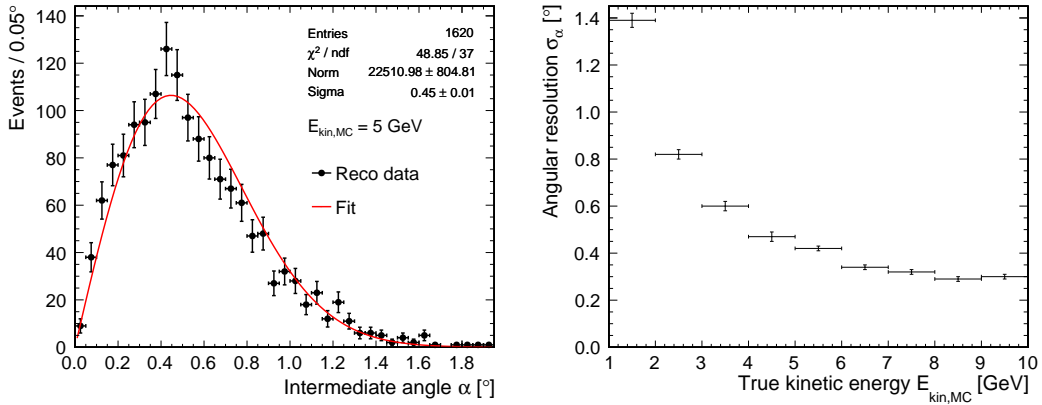 Events / 0.05°
140
120
100
80
60
40
20
0
0.0 0.2 0.4 0.6 0.8 1.0 1.2 1.4 1.6 1.8
Intermediate angle α [°]
Entries 1620
χ² / ndf 48.85 / 37
Norm 22510.98 ± 804.81
Sigma 0.45 ± 0.01
E_kin,MC = 5 GeV
Reco data
Fit
Angular resolution σ_α [°]
1.4
1.2
1.0
0.8
0.6
0.4
0.2
0.0
1 2 3 4 5 6 7 8 9 10
True kinetic energy E_kin,MC [GeV]